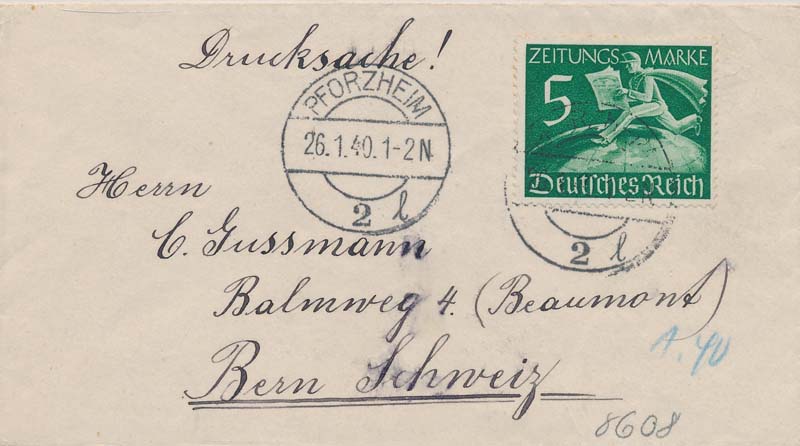 Drucksache!
ZEITUNGS MARKE
5
Deutsches Reich
PFORZHEIM
26.1.40.1-2N
2 l
2 l
Herrn
C. Gussmann
Balmweg 4. (Beaumont)
Bern Schweiz
A. 40
8608